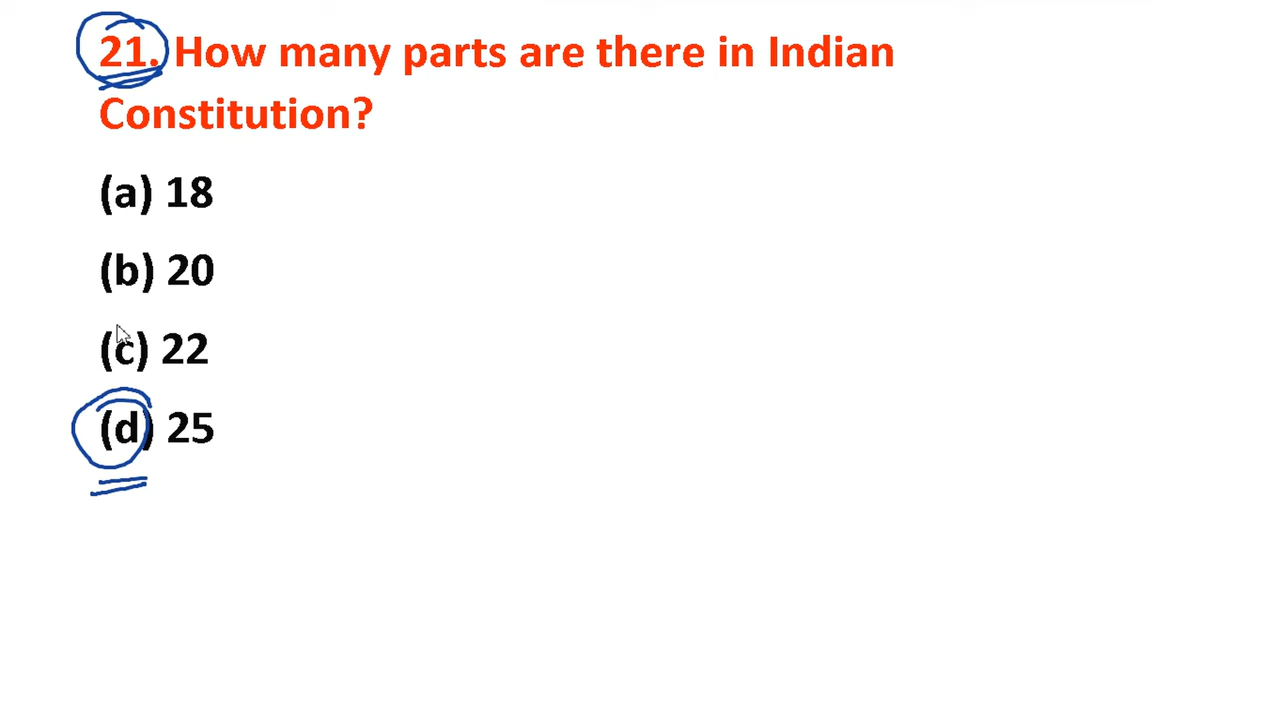 21. How many parts are there in Indian
Constitution?
(a) 18
(b) 20
(c) 22
(d) 25